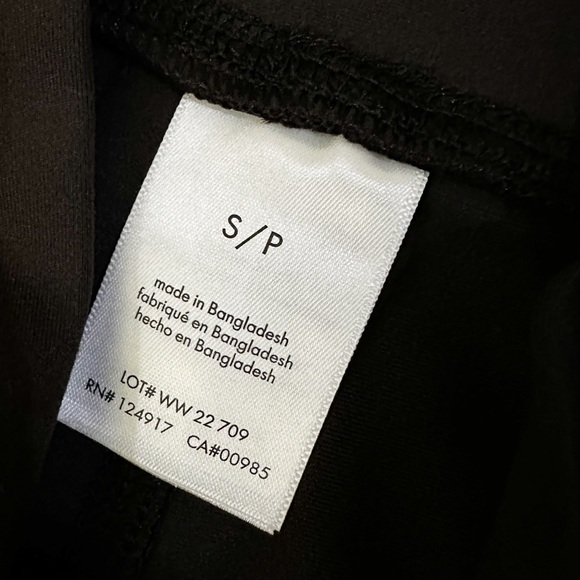 S/P
made in Bangladesh
fabriqué en Bangladesh
hecho en Bangladesh
LOT# WW 22 709
RN# 124917 CA#00985